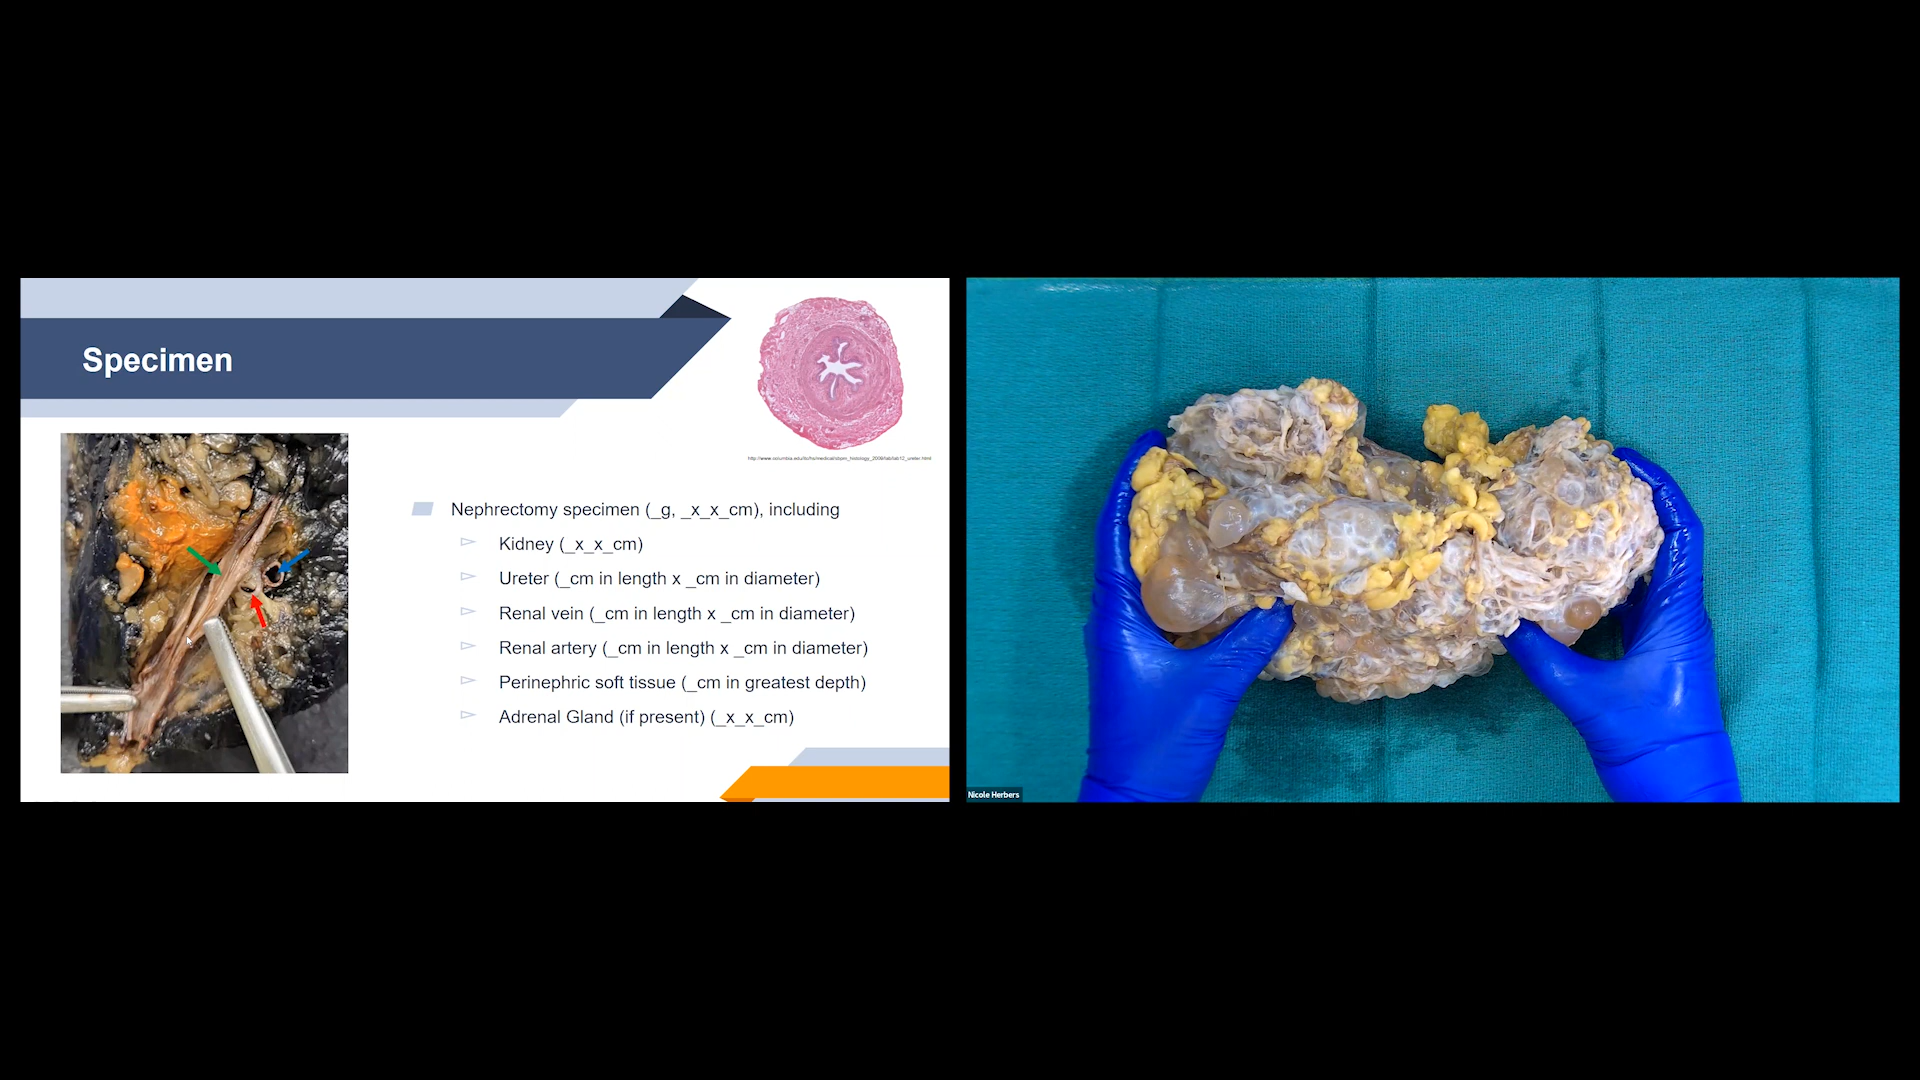 Specimen
Nephrectomy specimen (_g, _x_x_cm), including
Kidney (_x_x_cm)
Ureter (_cm in length x _cm in diameter)
Renal vein (_cm in length x _cm in diameter)
Renal artery (_cm in length x _cm in diameter)
Perinephric soft tissue (_cm in greatest depth)
Adrenal Gland (if present) (_x_x_cm)
Nicole Herbers